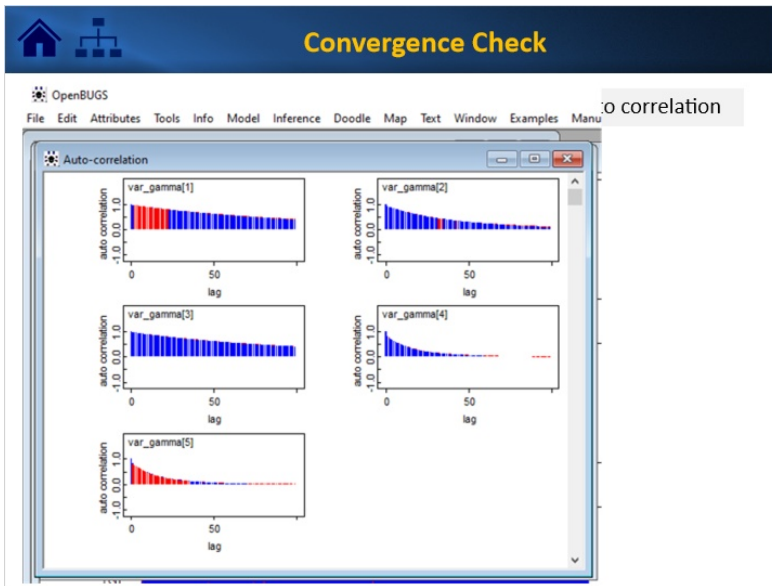 Convergence Check
OpenBUGS
File Edit Attributes Tools Info Model Inference Doodle Map Text Window Examples Manu
to correlation
Auto-correlation
var_gamma[1]
auto correlation
-1.0 0.0 1.0
0 50
lag
var_gamma[2]
auto correlation
-1.0 0.0 1.0
0 50
lag
var_gamma[3]
auto correlation
-1.0 0.0 1.0
0 50
lag
var_gamma[4]
auto correlation
-1.0 0.0 1.0
0 50
lag
var_gamma[5]
auto correlation
-1.0 0.0 1.0
0 50
lag